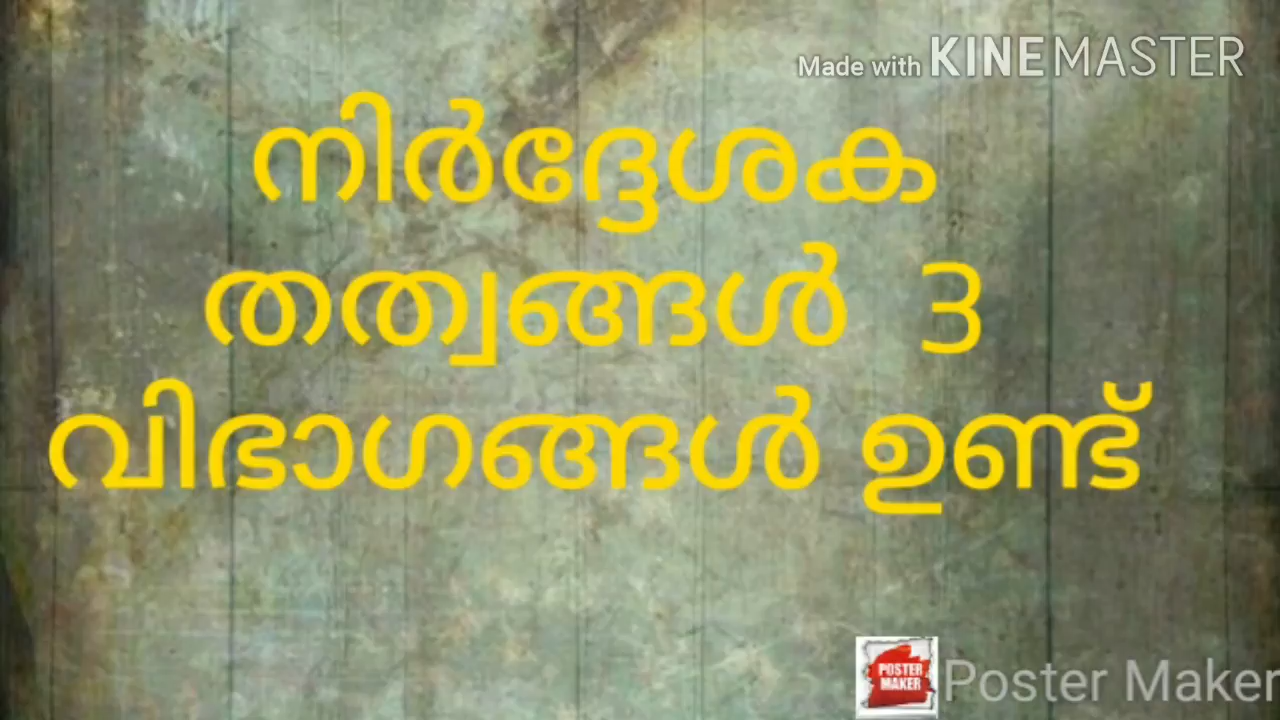 Made with KINEMASTER
നിർദ്ദേശക
തത്വങ്ങൾ 3
വിഭാഗങ്ങൾ ഉണ്ട്
POSTER
MAKER
Poster Maker